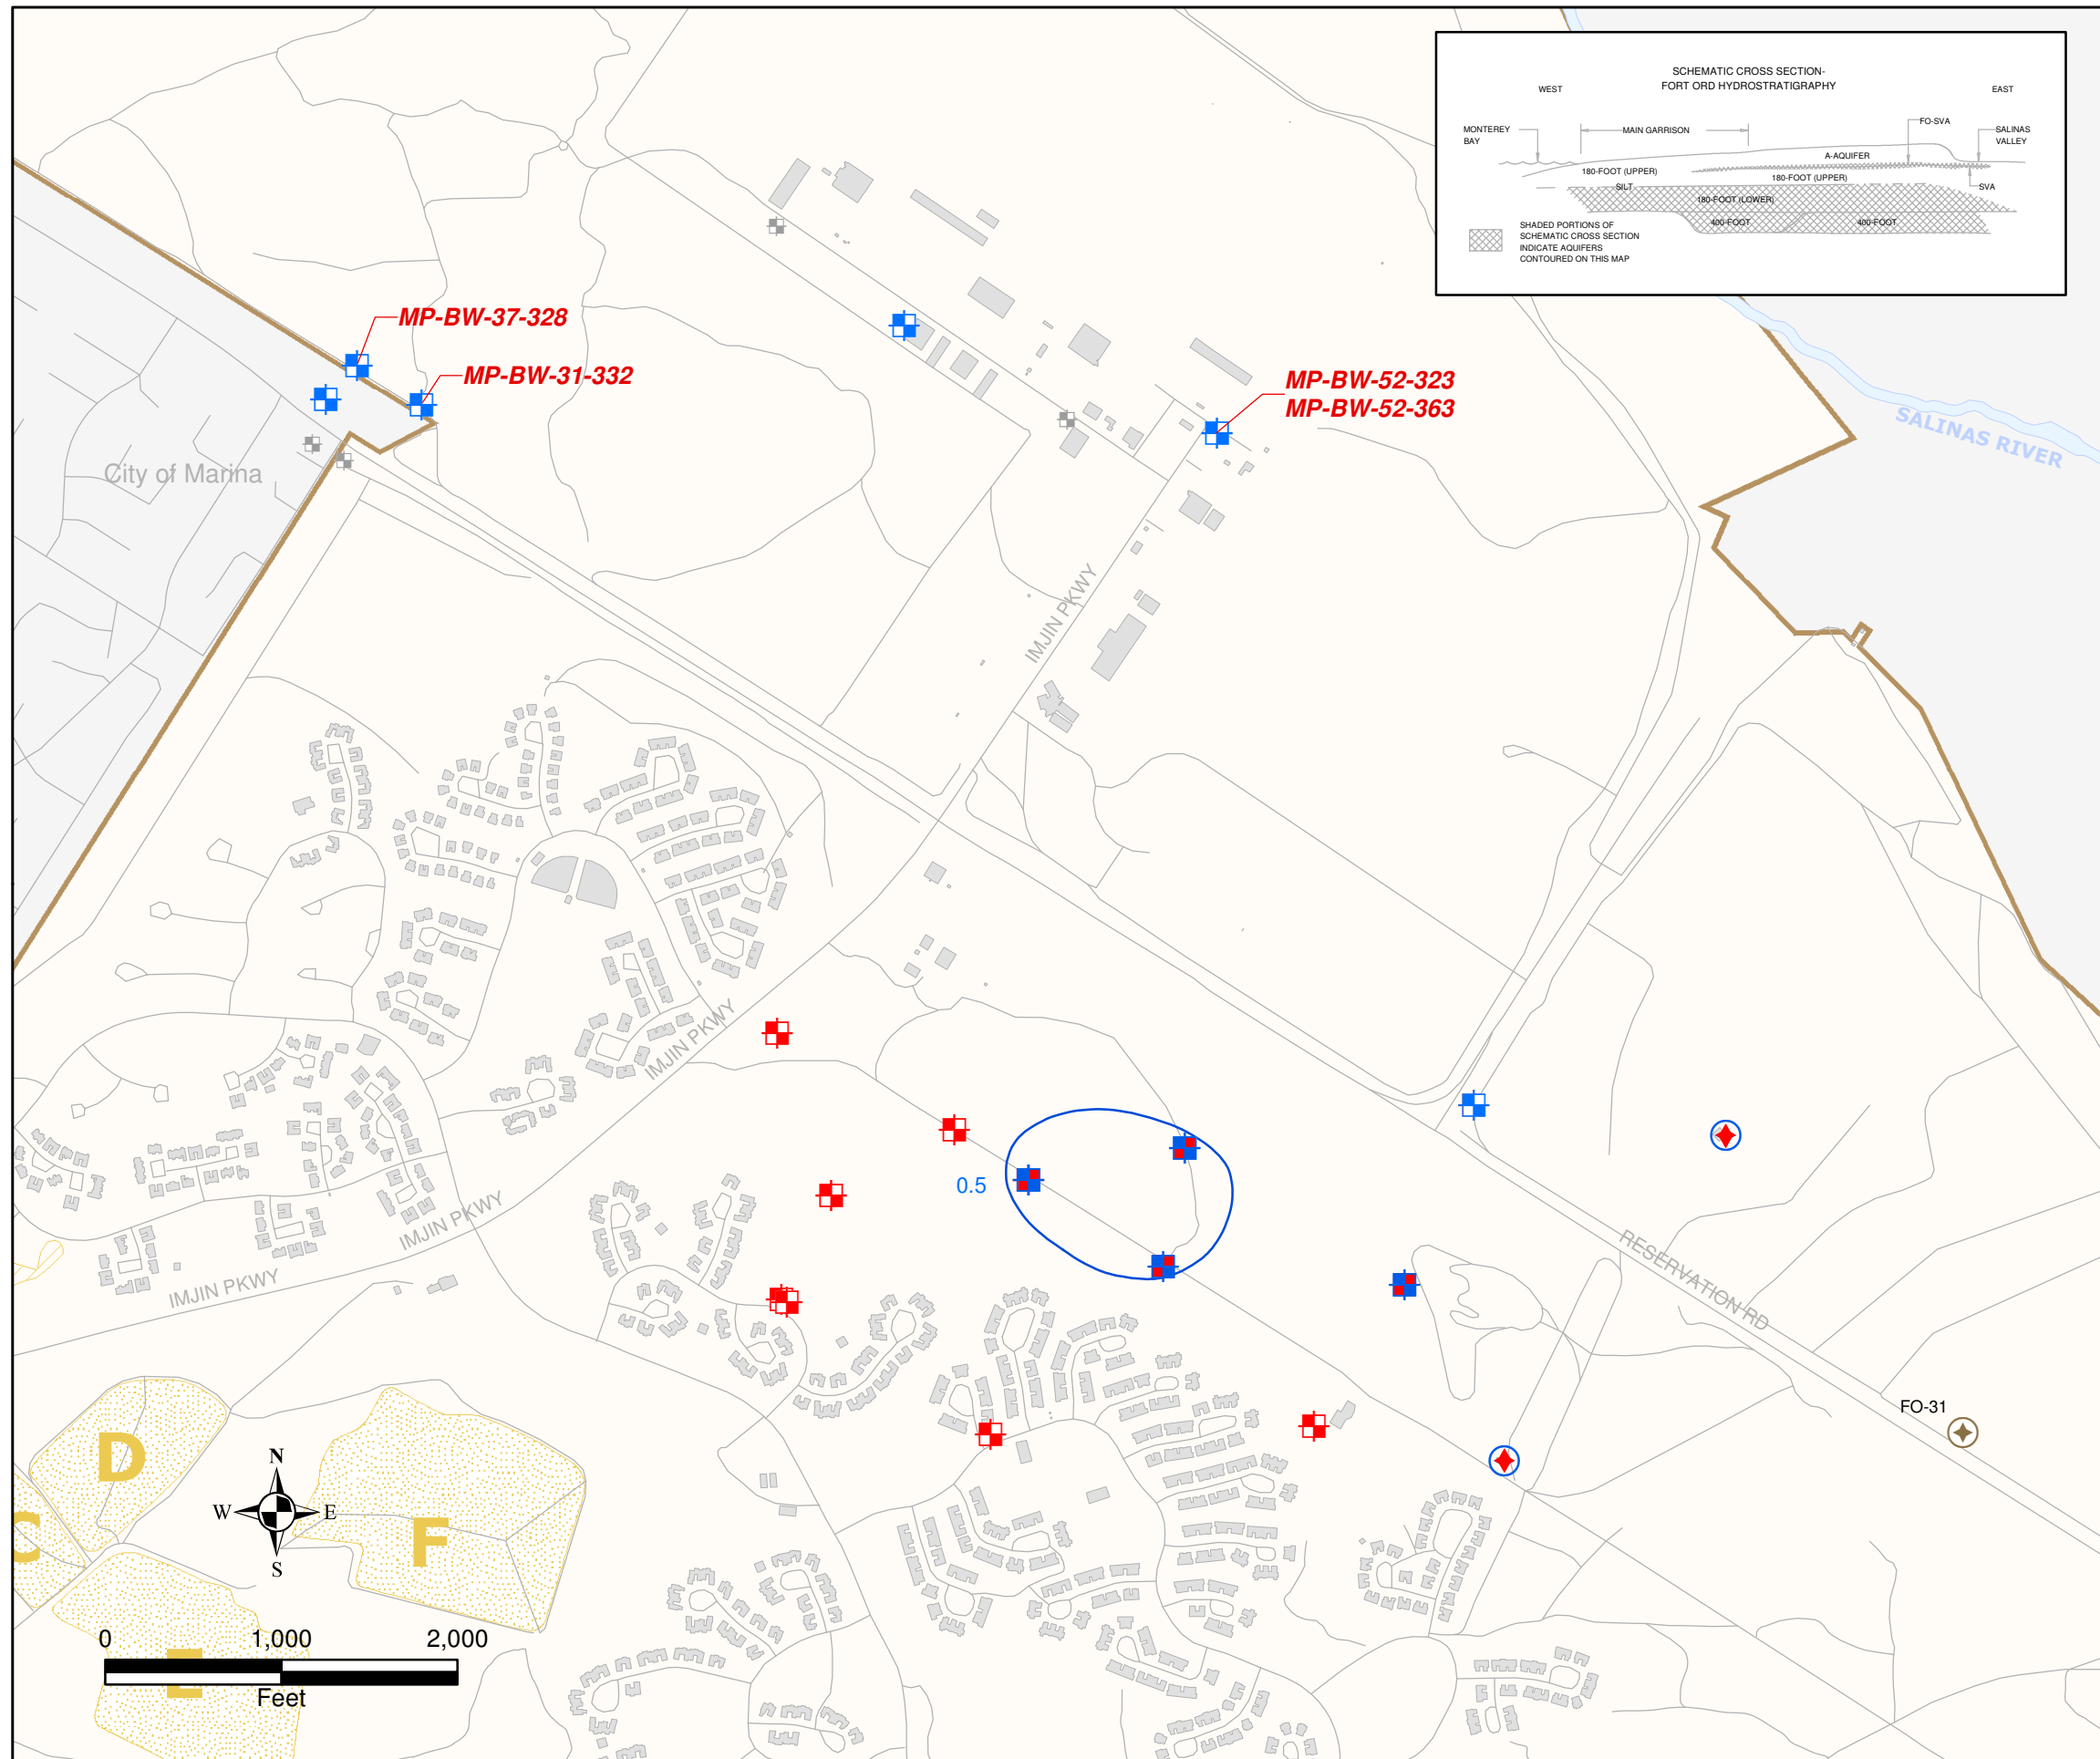 SCHEMATIC CROSS SECTION-
FORT ORD HYDROSTRATIGRAPHY
WEST
EAST
MONTEREY
BAY
MAIN GARRISON
FO-SVA
SALINAS
VALLEY
A-AQUIFER
180-FOOT (UPPER)
180-FOOT (UPPER)
SILT
SVA
180-FOOT (LOWER)
400-FOOT
400-FOOT
SHADED PORTIONS OF
SCHEMATIC CROSS SECTION
INDICATE AQUIFERS
CONTOURED ON THIS MAP
MP-BW-37-328
MP-BW-31-332
MP-BW-52-323
MP-BW-52-363
SALINAS RIVER
City of Marina
IMJIN PKWY
IMJIN PKWY
0.5
IMJIN PKWY
IMJIN PKWY
RESERVATION RD
FO-31
D
C
F
E
N
W
E
S
0
1,000
2,000
Feet